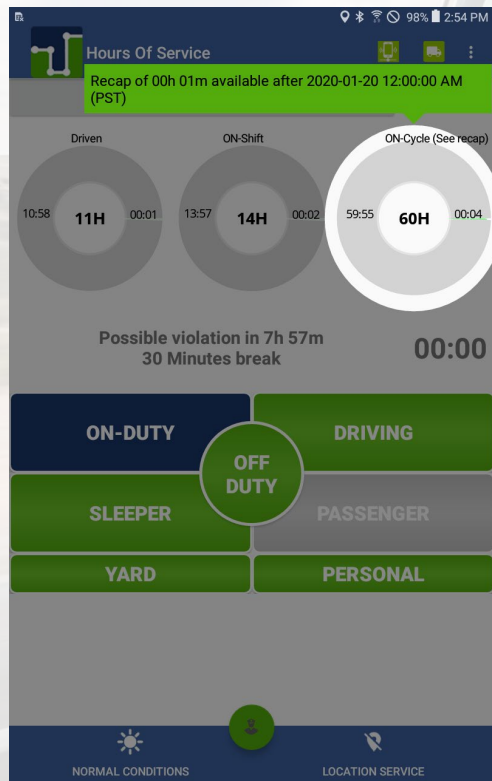 98% 2:54 PM
Hours Of Service
Recap of 00h 01m available after 2020-01-20 12:00:00 AM
(PST)
Driven
ON-Shift
ON-Cycle (See recap)
10:58 11H 00:01
13:57 14H 00:02
59:55 60H 00:04
Possible violation in 7h 57m
30 Minutes break
00:00
ON-DUTY
DRIVING
OFF
DUTY
SLEEPER
PASSENGER
YARD
PERSONAL
NORMAL CONDITIONS
LOCATION SERVICE